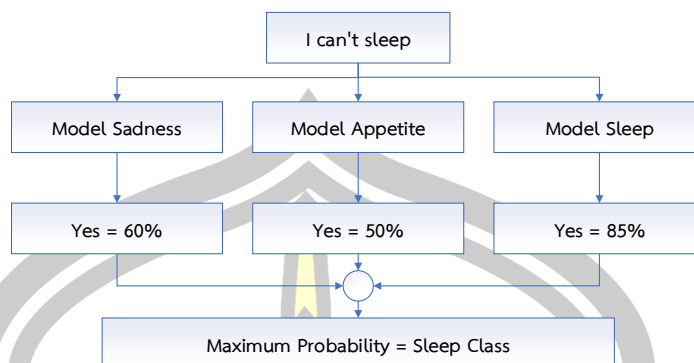 I can't sleep
Model Sadness
Model Appetite
Model Sleep
Yes = 60%
Yes = 50%
Yes = 85%
Maximum Probability = Sleep Class